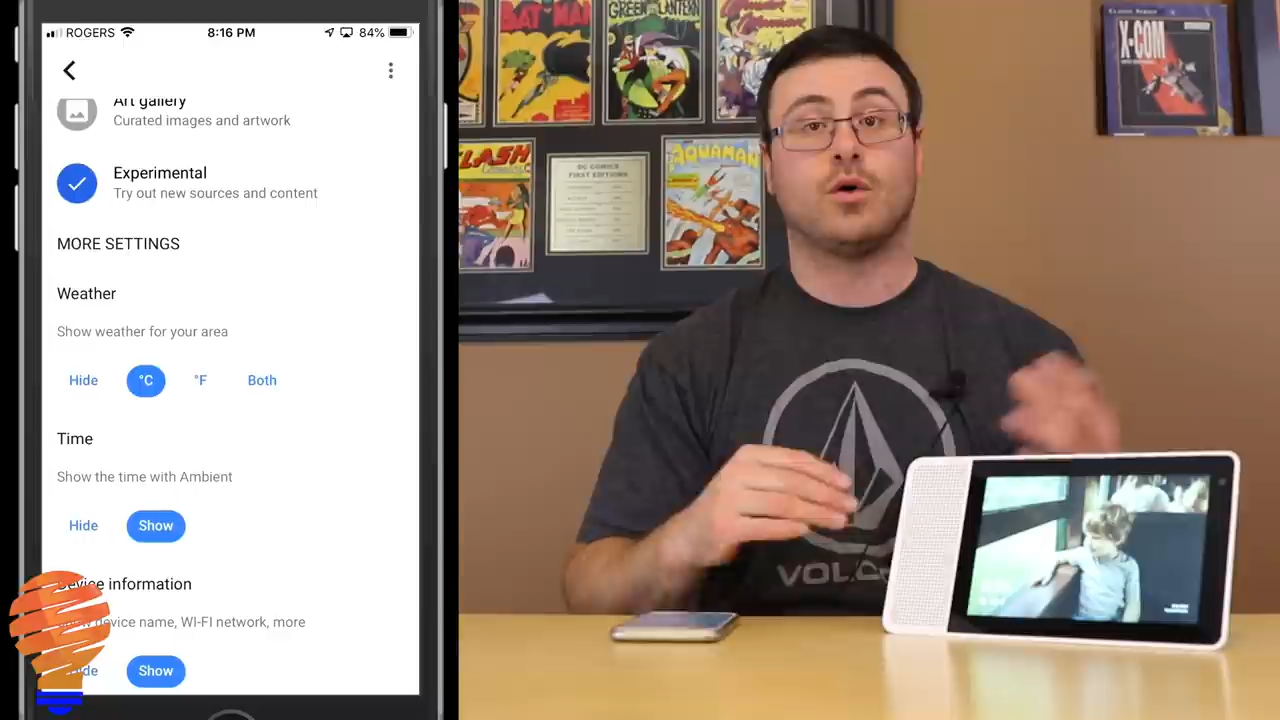 ROGERS 8:16 PM 84%
Art gallery
Curated images and artwork
Experimental
Try out new sources and content
MORE SETTINGS
Weather
Show weather for your area
Hide °C °F Both
Time
Show the time with Ambient
Hide Show
Device information
device name, WI-FI network, more
Hide Show
BATMAN
GREEN LANTERN
FLASH
DC COMICS
FIRST EDITIONS
AQUAMAN
X-COM
VOLC